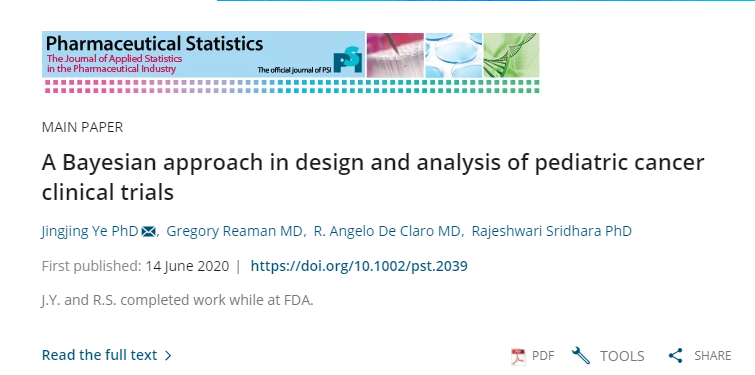 Pharmaceutical Statistics
The Journal of Applied Statistics
in the Pharmaceutical Industry
The official journal of PSI
PSI
MAIN PAPER
A Bayesian approach in design and analysis of pediatric cancer
clinical trials
Jingjing Ye PhD, Gregory Reaman MD, R. Angelo De Claro MD, Rajeshwari Sridhara PhD
First published: 14 June 2020 | https://doi.org/10.1002/pst.2039
J.Y. and R.S. completed work while at FDA.
Read the full text >
PDF TOOLS SHARE